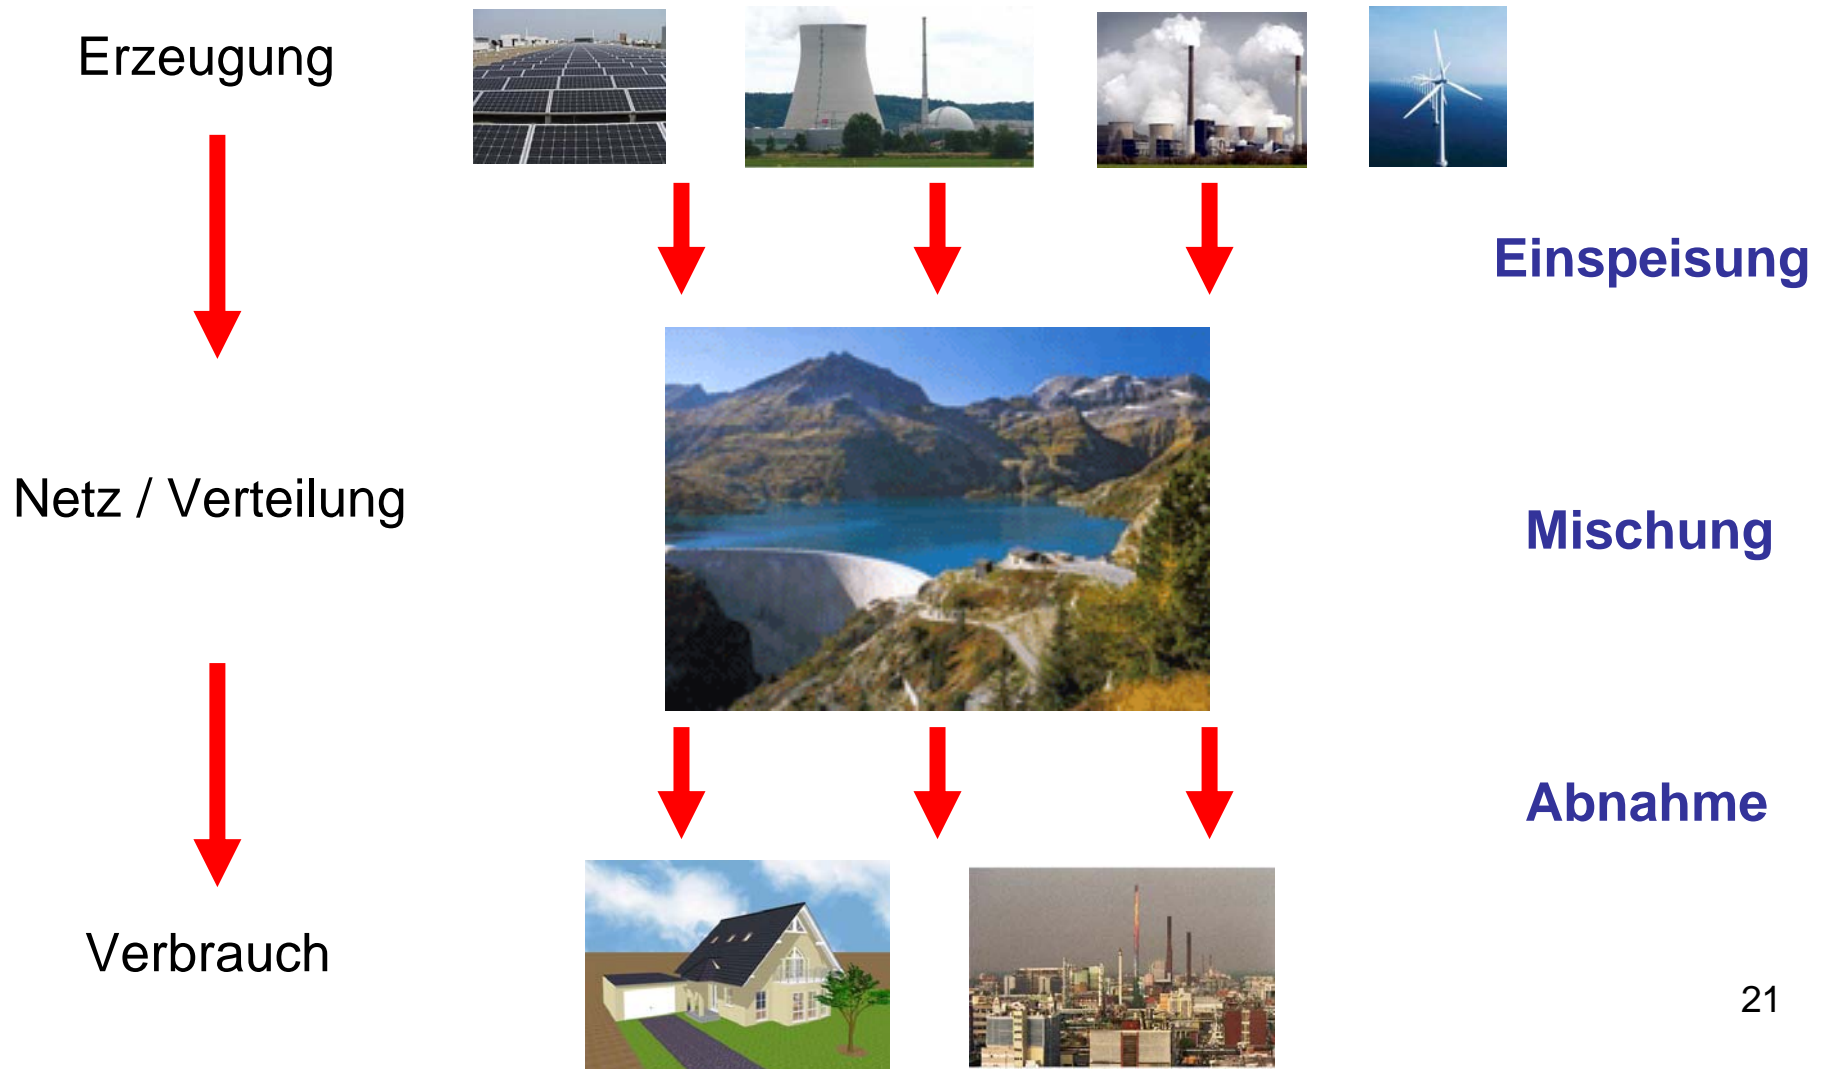 Erzeugung
Einspeisung
Netz / Verteilung
Mischung
Abnahme
Verbrauch
21